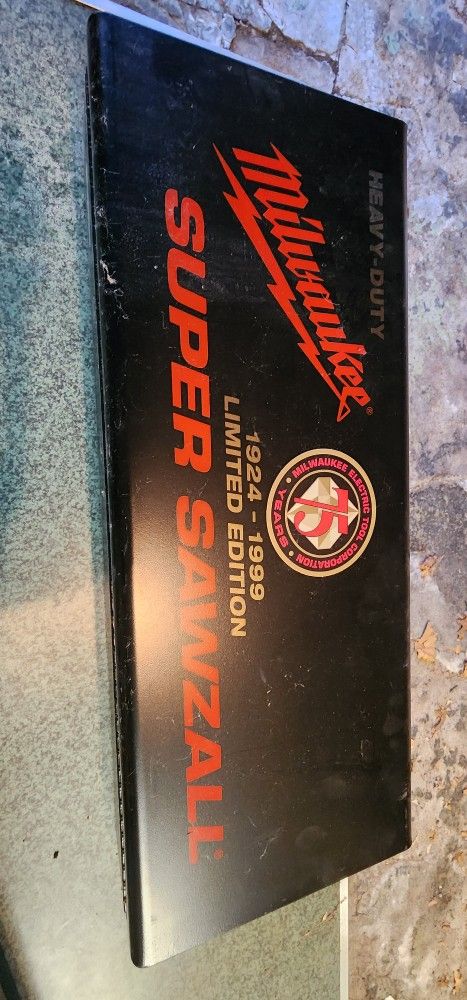 HEAVY-DUTY
Milwaukee®
MILWAUKEE ELECTRIC TOOL CORPORATION
75
• YEARS •
1924 - 1999
LIMITED EDITION
SUPER SAWZALL®